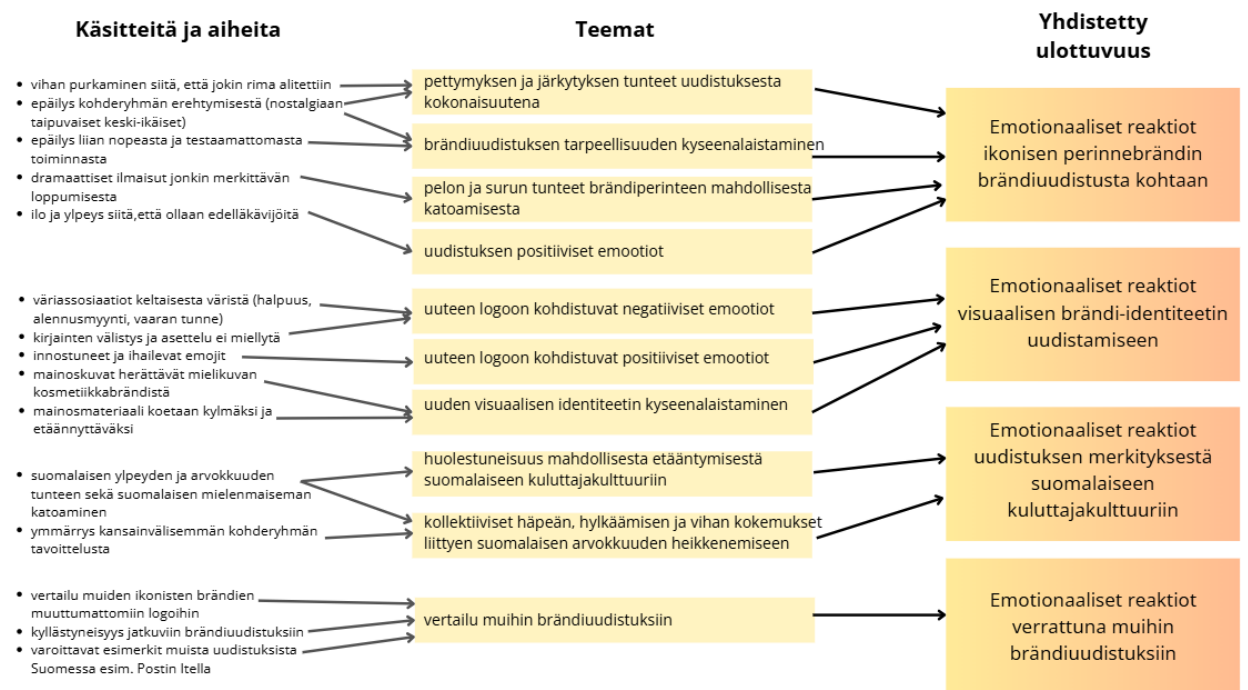 Käsitteitä ja aiheita
Teemat
Yhdistetty
ulottuvuus
vihan purkaminen siitä, että jokin rima alitettiin
epäilys kohderyhmän erehtymisestä (nostalgiaan
taipuvaiset keski-ikäiset)
epäilys liian nopeasta ja testaamattomasta
toiminnasta
dramaattiset ilmaisut jonkin merkittävän
loppumisesta
ilo ja ylpeys siitä,että ollaan edelläkävijöitä
pettymyksen ja järkytyksen tunteet uudistuksesta
kokonaisuutena
brändiuudistuksen tarpeellisuuden kyseenalaistaminen
pelon ja surun tunteet brändiperinteen mahdollisesta
katoamisesta
uudistuksen positiiviset emootiot
Emotionaaliset reaktiot
ikonisen perinnebrändin
brändiuudistusta kohtaan
väriassosiaatiot keltaisesta väristä (halpuus,
alennusmyynti, vaaran tunne)
kirjainten välistys ja asettelu ei miellytä
innostuneet ja ihailevat emojit
mainoskuvat herättävät mielikuvan
kosmetiikkabrändistä
mainosmateriaali koetaan kylmäksi ja
etäännyttäväksi
uuteen logoon kohdistuvat negatiiviset emootiot
uuteen logoon kohdistuvat positiiviset emootiot
uuden visuaalisen identiteetin kyseenalaistaminen
Emotionaaliset reaktiot
visuaalisen brändi-identiteetin
uudistamiseen
suomalaisen ylpeyden ja arvokkuuden
tunteen sekä suomalaisen mielenmaiseman
katoaminen
ymmärrys kansainvälisemmän kohderyhmän
tavoittelusta
huolestuneisuus mahdollisesta etääntymisestä
suomalaiseen kuluttajakulttuuriin
kollektiiviset häpeän, hylkäämisen ja vihan kokemukset
liittyen suomalaisen arvokkuuden heikkenemiseen
Emotionaaliset reaktiot
uudistuksen merkityksestä
suomalaiseen
kuluttajakulttuuriin
vertailu muiden ikonisten brändien
muuttumattomiin logoihin
kyllästyneisyys jatkuviin brändiuudistuksiin
varoittavat esimerkit muista uudistuksista
Suomessa esim. Postin Itella
vertailu muihin brändiuudistuksiin
Emotionaaliset reaktiot
verrattuna muihin
brändiuudistuksiin